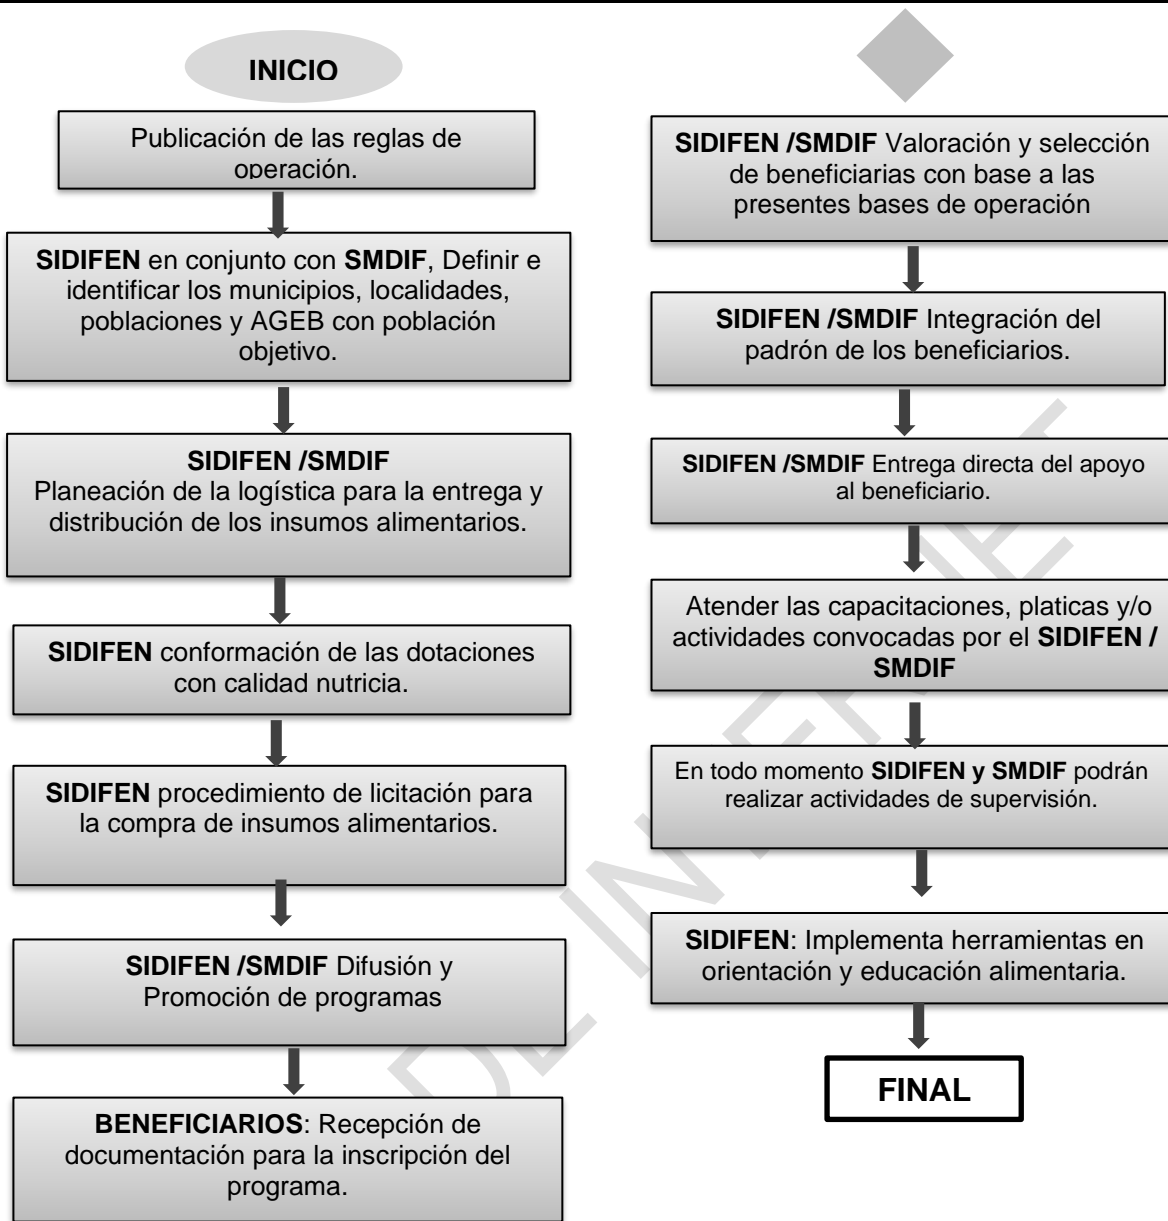 INICIO
Publicación de las reglas de
operación.
SIDIFEN en conjunto con SMDIF, Definir e
identificar los municipios, localidades,
poblaciones y AGEB con población
objetivo.
SIDIFEN /SMDIF
Planeación de la logística para la entrega y
distribución de los insumos alimentarios.
SIDIFEN conformación de las dotaciones
con calidad nutricia.
SIDIFEN procedimiento de licitación para
la compra de insumos alimentarios.
SIDIFEN /SMDIF Difusión y
Promoción de programas
BENEFICIARIOS: Recepción de
documentación para la inscripción del
programa.
SIDIFEN /SMDIF Valoración y selección
de beneficiarias con base a las
presentes bases de operación
SIDIFEN /SMDIF Integración del
padrón de los beneficiarios.
SIDIFEN /SMDIF Entrega directa del apoyo
al beneficiario.
Atender las capacitaciones, platicas y/o
actividades convocadas por el SIDIFEN /
SMDIF
En todo momento SIDIFEN y SMDIF podrán
realizar actividades de supervisión.
SIDIFEN: Implementa herramientas en
orientación y educación alimentaria.
FINAL